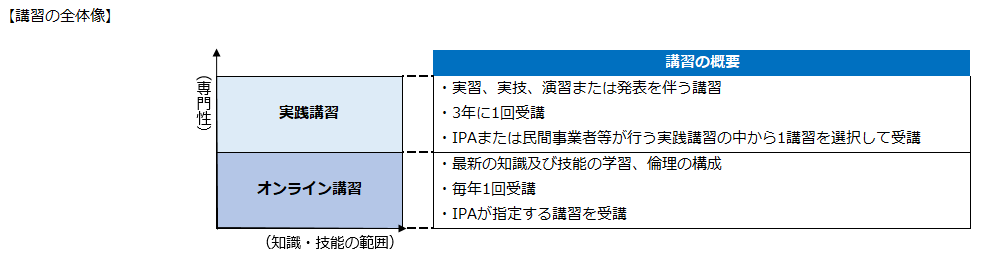 【講習の全体像】
講習の概要
(専門性)
実践講習
・実習、実技、演習または発表を伴う講習
・3年に1回受講
・IPAまたは民間事業者等が行う実践講習の中から1講習を選択して受講
オンライン講習
・最新の知識及び技能の学習、倫理の構成
・毎年1回受講
・IPAが指定する講習を受講
(知識・技能の範囲)